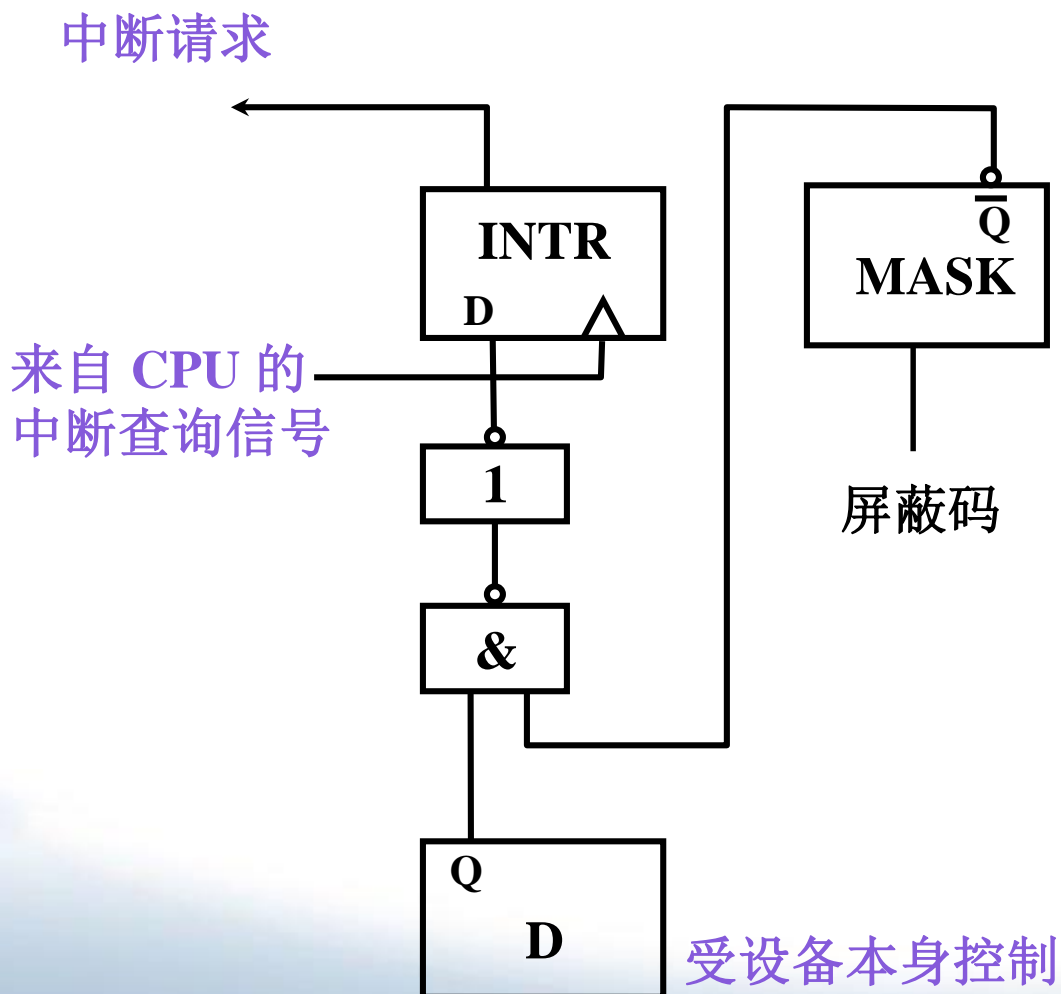 中断请求
Q̅
INTR
MASK
D
来自 CPU 的
中断查询信号
1
屏蔽码
&
Q
D
受设备本身控制